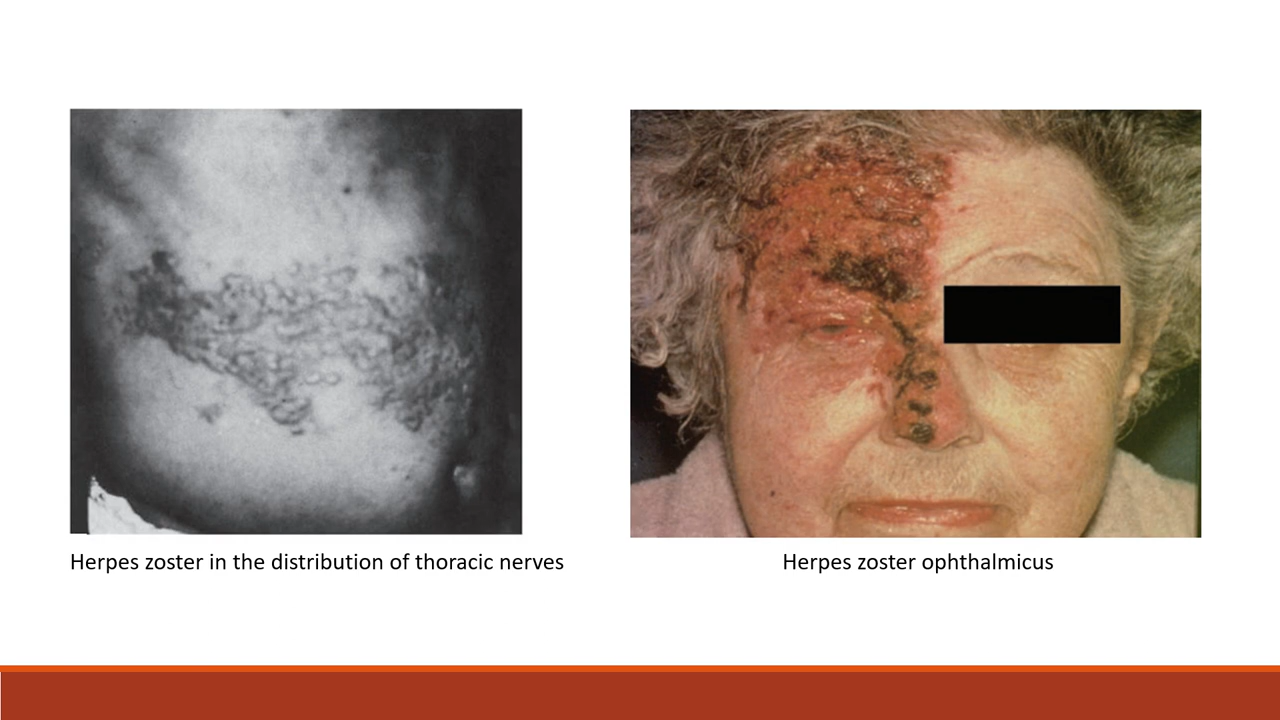 Herpes zoster in the distribution of thoracic nerves
Herpes zoster ophthalmicus